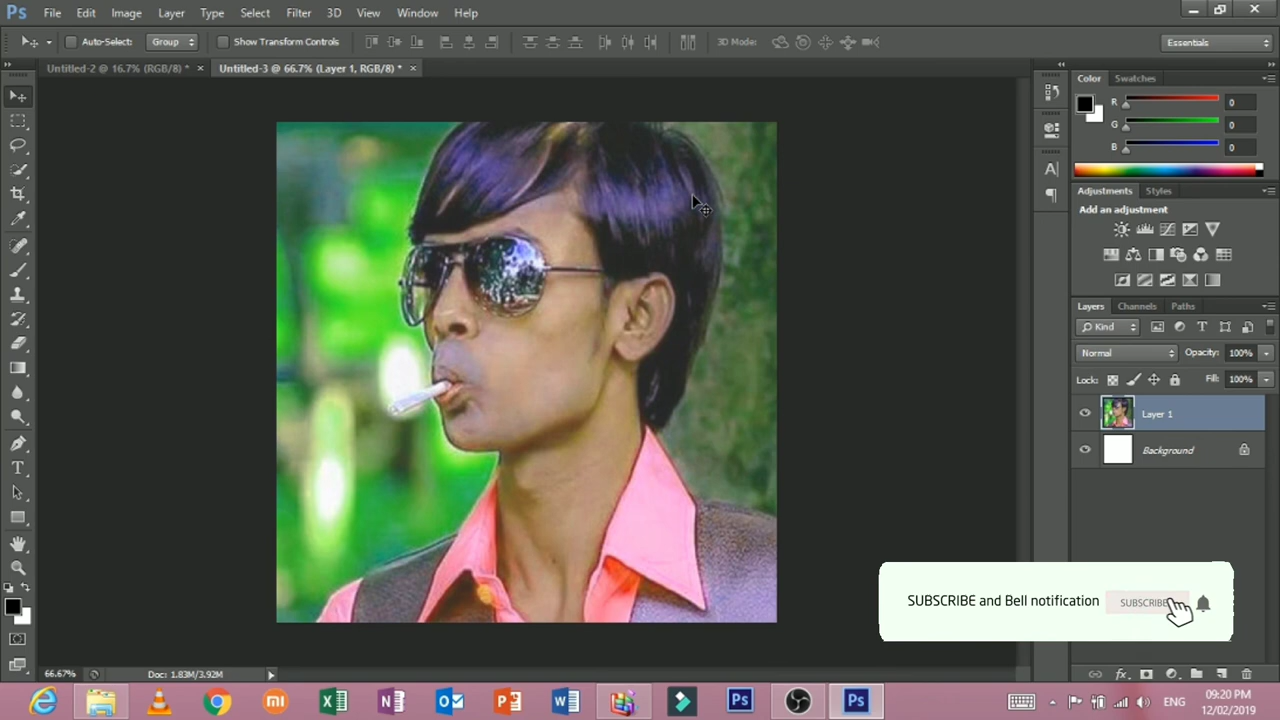 Ps File Edit Image Layer Type Select Filter 3D View Window Help
Auto-Select: Group Show Transform Controls 3D Mode: Essentials
Untitled-2 @ 16.7% (RGB/8) * × Untitled-3 @ 66.7% (Layer 1, RGB/8) * ×
Color Swatches
R 0
G 0
B 0
Adjustments Styles
Add an adjustment
Layers Channels Paths
Kind
Normal Opacity: 100%
Lock: Fill: 100%
Layer 1
Background
SUBSCRIBE and Bell notification SUBSCRIBE
66.67% Doc: 1.83M/3.92M
ENG
09:20 PM
12/02/2019